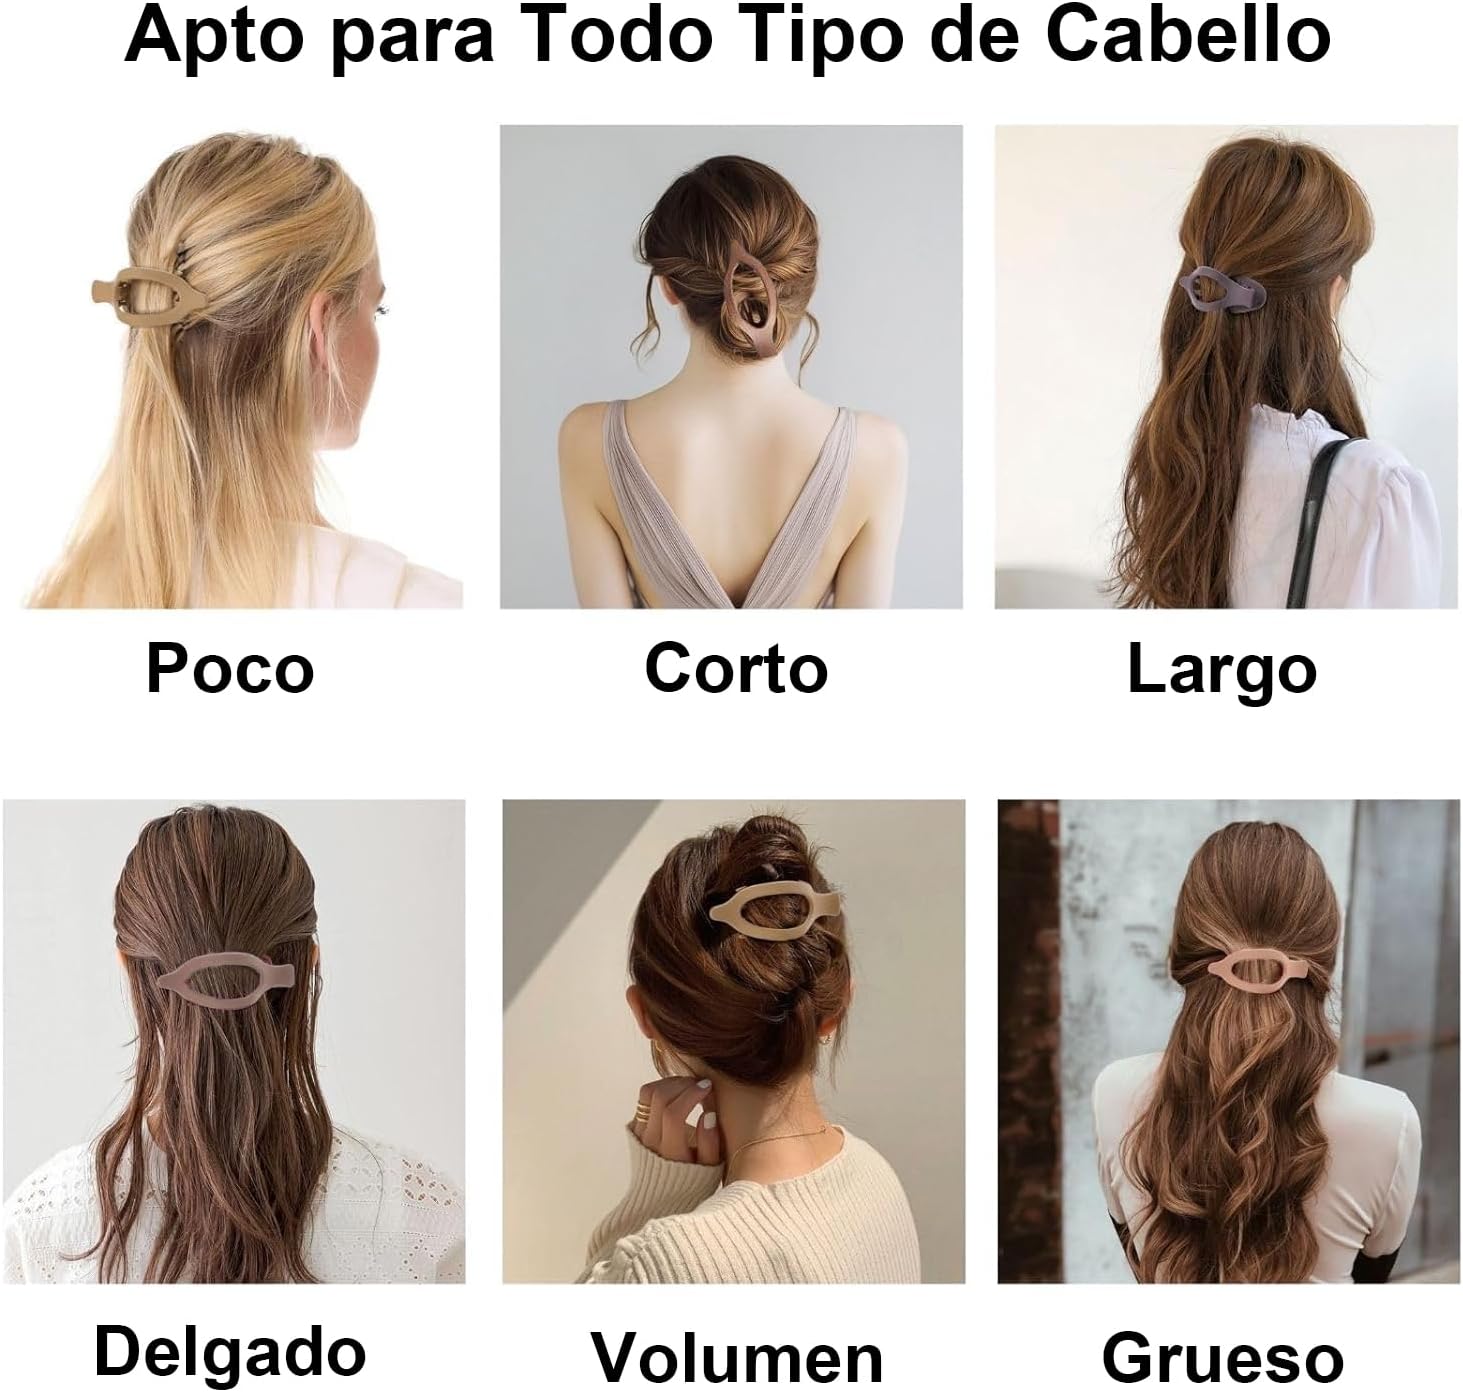 Apto para Todo Tipo de Cabello
Poco
Corto
Largo
Delgado
Volumen
Grueso